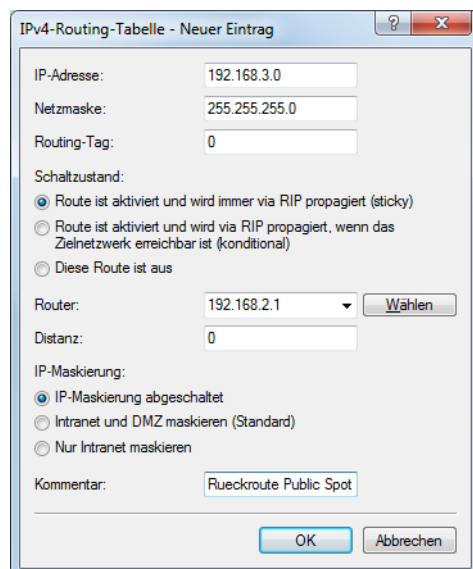 IPv4-Routing-Tabelle - Neuer Eintrag
IP-Adresse: 192.168.3.0
Netzmaske: 255.255.255.0
Routing-Tag: 0
Schaltzustand:
Route ist aktiviert und wird immer via RIP propagiert (sticky)
Route ist aktiviert und wird via RIP propagiert, wenn das
Zielnetzwerk erreichbar ist (konditional)
Diese Route ist aus
Router: 192.168.2.1 Wählen
Distanz: 0
IP-Maskierung:
IP-Maskierung abgeschaltet
Intranet und DMZ maskieren (Standard)
Nur Intranet maskieren
Kommentar: Rueckroute Public Spot
OK Abbrechen